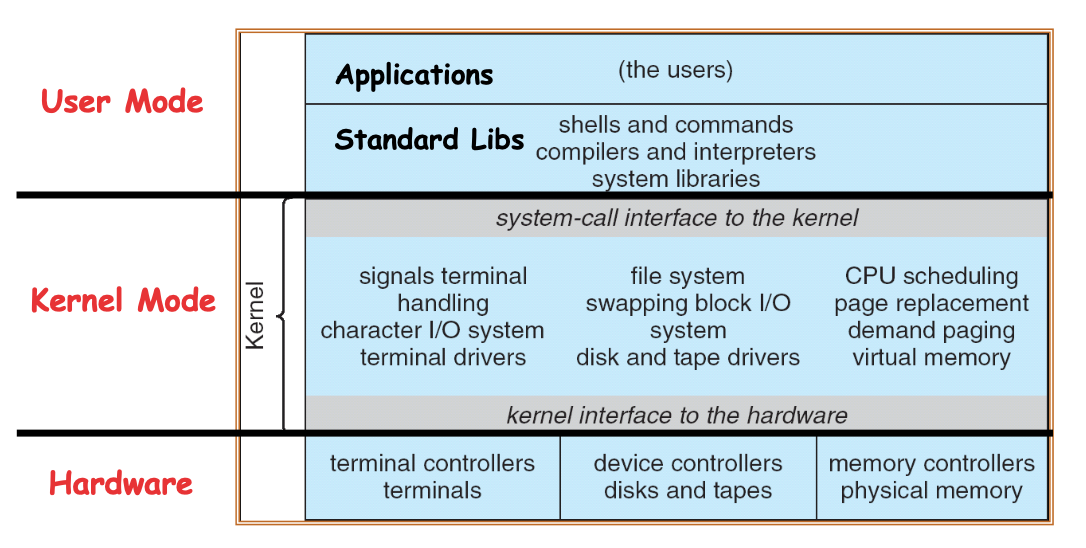 User Mode
Applications
(the users)
Standard Libs
shells and commands
compilers and interpreters
system libraries
Kernel Mode
Kernel
system-call interface to the kernel
signals terminal
handling
character I/O system
terminal drivers
file system
swapping block I/O
system
disk and tape drivers
CPU scheduling
page replacement
demand paging
virtual memory
kernel interface to the hardware
Hardware
terminal controllers
terminals
device controllers
disks and tapes
memory controllers
physical memory